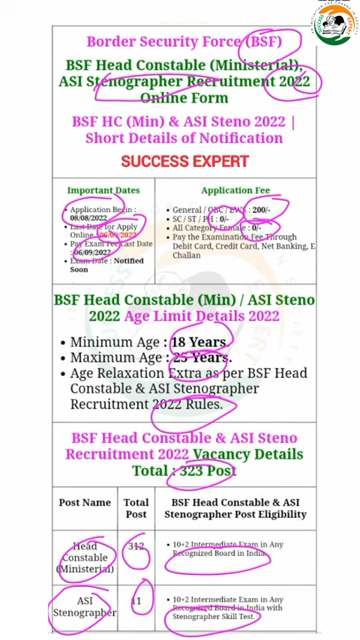 Border Security Force (BSF)
BSF Head Constable (Ministerial),
ASI Stenographer Recruitment 2022
Online Form
BSF HC (Min) & ASI Steno 2022 |
Short Details of Notification
SUCCESS EXPERT
Important Dates
• Application Begin :
08/08/2022
• Last Date for Apply
Online : 06/09/2022
• Pay Exam Fee Last Date
: 06/09/2022
• Exam Date : Notified
Soon
Application Fee
• General / OBC / EWS : 200/-
• SC / ST / PH : 0/-
• All Category Female : 0/-
• Pay the Examination Fee Through
Debit Card, Credit Card, Net Banking, E
Challan
BSF Head Constable (Min) / ASI Steno
2022 Age Limit Details 2022
• Minimum Age : 18 Years.
• Maximum Age : 25 Years.
• Age Relaxation Extra as per BSF Head
Constable & ASI Stenographer
Recruitment 2022 Rules.
BSF Head Constable & ASI Steno
Recruitment 2022 Vacancy Details
Total : 323 Post
Post Name
Total
Post
BSF Head Constable & ASI
Stenographer Post Eligibility
Head
Constable
(Ministerial)
312
• 10+2 Intermediate Exam in Any
Recognized Board in India.
ASI
Stenographer
11
• 10+2 Intermediate Exam in Any
Recognized Board in India with
Stenographer Skill Test.